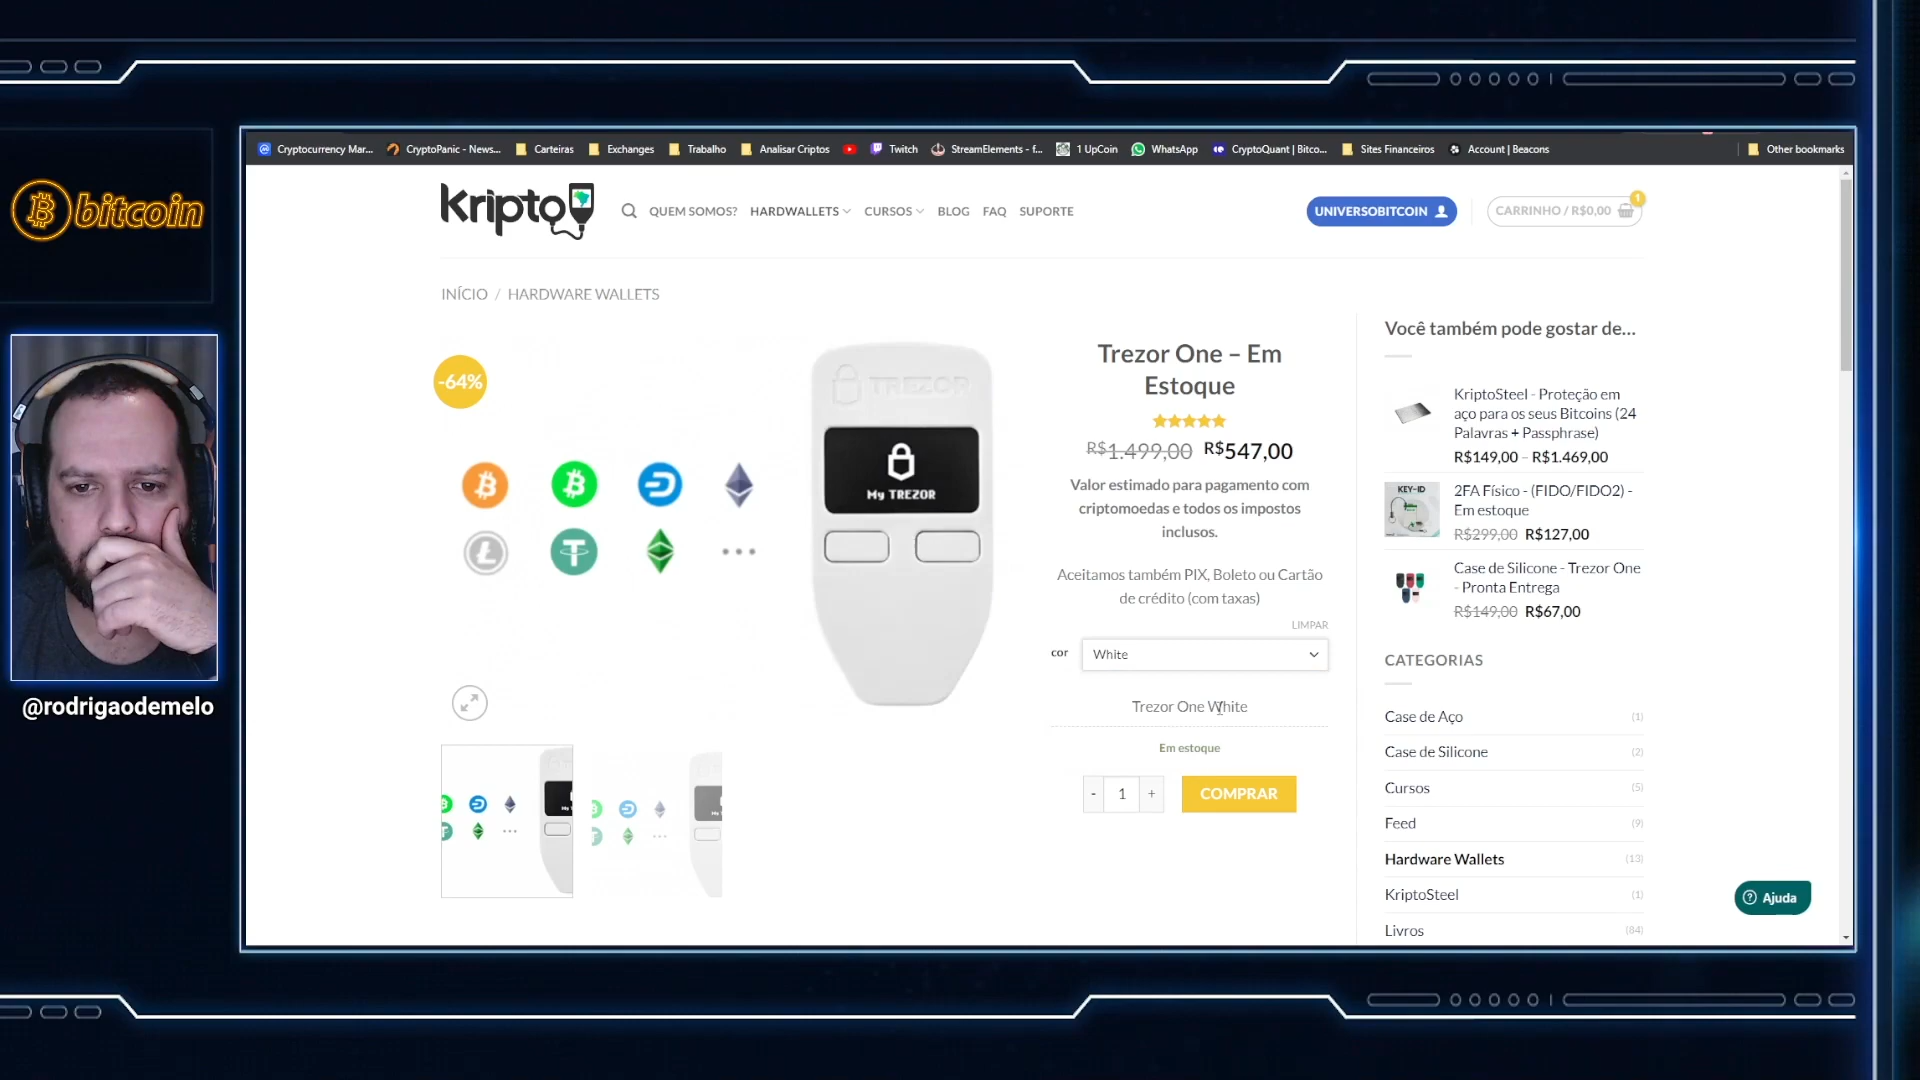 Cryptocurrency Mar...
CryptoPanic - News...
Carteiras
Exchanges
Trabalho
Analisar Criptos
Twitch
StreamElements - f...
1 UpCoin
WhatsApp
CryptoQuant | Bitco...
Sites Financeiros
Account | Beacons
Other bookmarks
bitcoin
@rodrigaodemelo
Kripto
QUEM SOMOS?
HARDWALLETS
CURSOS
BLOG
FAQ
SUPORTE
UNIVERSOBITCOIN
CARRINHO / R$0,00
1
INÍCIO / HARDWARE WALLETS
-64%
TREZOR
My TREZOR
Trezor One – Em
Estoque
R$1.499,00 R$547,00
Valor estimado para pagamento com
criptomoedas e todos os impostos
inclusos.
Aceitamos também PIX, Boleto ou Cartão
de crédito (com taxas)
LIMPAR
cor
White
Trezor One White
Em estoque
- 1 +
COMPRAR
Você também pode gostar de...
KriptoSteel - Proteção em
aço para os seus Bitcoins (24
Palavras + Passphrase)
R$149,00 – R$1.469,00
KEY-ID
2FA Físico - (FIDO/FIDO2) -
Em estoque
R$299,00 R$127,00
Case de Silicone - Trezor One
- Pronta Entrega
R$149,00 R$67,00
CATEGORIAS
Case de Aço (1)
Case de Silicone (2)
Cursos (5)
Feed (9)
Hardware Wallets (13)
KriptoSteel (1)
Livros (84)
Ajuda